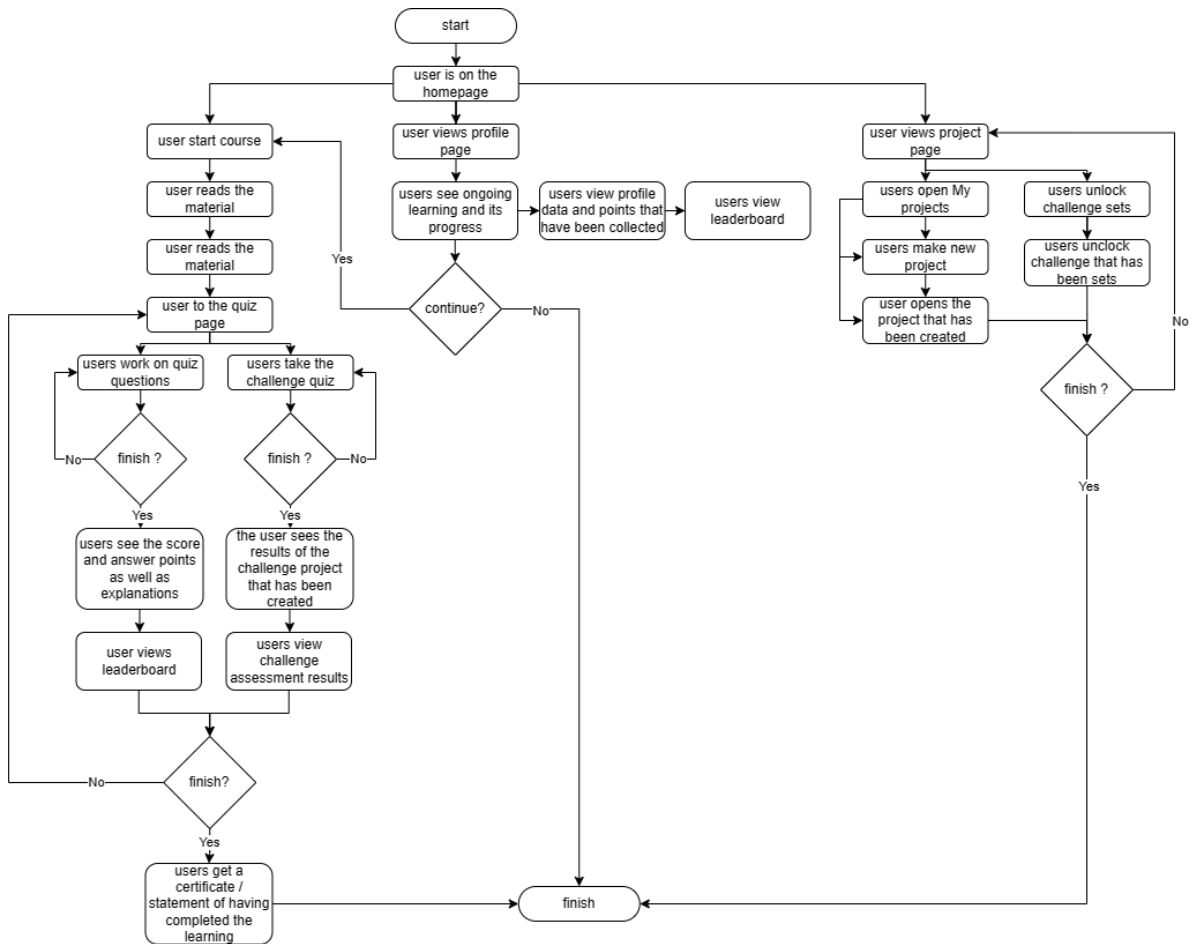 start
user is on the
homepage
user start course
user views profile
page
user views project
page
user reads the
material
users see ongoing
learning and its
progress
users view profile
data and points that
have been collected
users view
leaderboard
users open My
projects
users unlock
challenge sets
user reads the
material
Yes
users make new
project
users unclock
challenge that has
been sets
user to the quiz
page
continue?
No
user opens the
project that has
been created
No
users work on quiz
questions
users take the
challenge quiz
finish ?
No
finish ?
No
finish ?
Yes
Yes
Yes
users see the score
and answer points
as well as
explanations
the user sees the
results of the
challenge project
that has been
created
user views
leaderboard
users view
challenge
assessment results
No
finish?
Yes
users get a
certificate /
statement of having
completed the
learning
finish